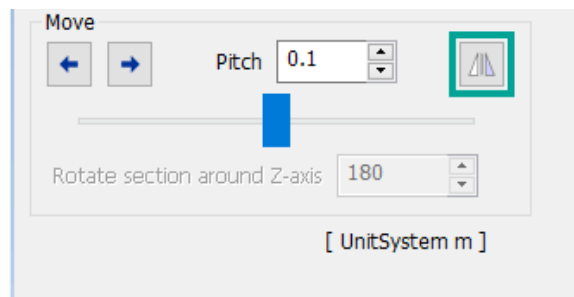 Move
Pitch 0.1
Rotate section around Z-axis 180
[ UnitSystem m ]